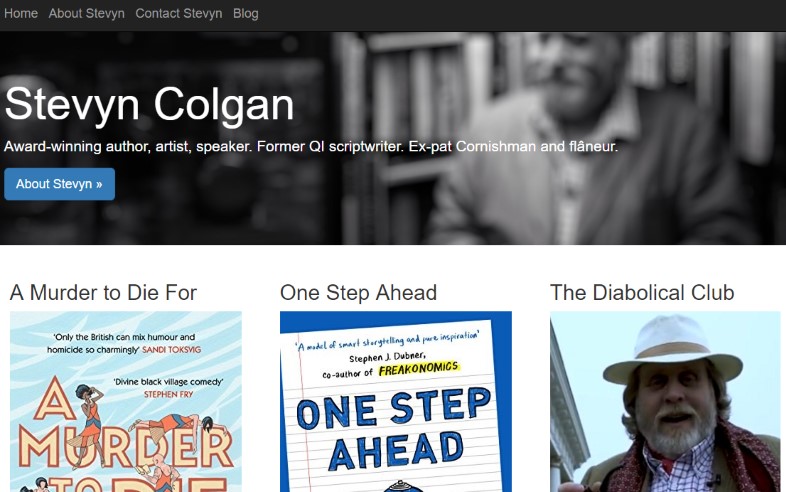 Home About Stevyn Contact Stevyn Blog
Stevyn Colgan
Award-winning author, artist, speaker. Former QI scriptwriter. Ex-pat Cornishman and flâneur.
About Stevyn »
A Murder to Die For
'Only the British can mix humour and
homicide so charmingly' SANDI TOKSVIG
'Divine black village comedy'
STEPHEN FRY
A
MURDER
TO DIE
One Step Ahead
'A model of smart storytelling and pure inspiration'
Stephen J. Dubner,
co-author of FREAKONOMICS
ONE STEP
AHEAD
The Diabolical Club